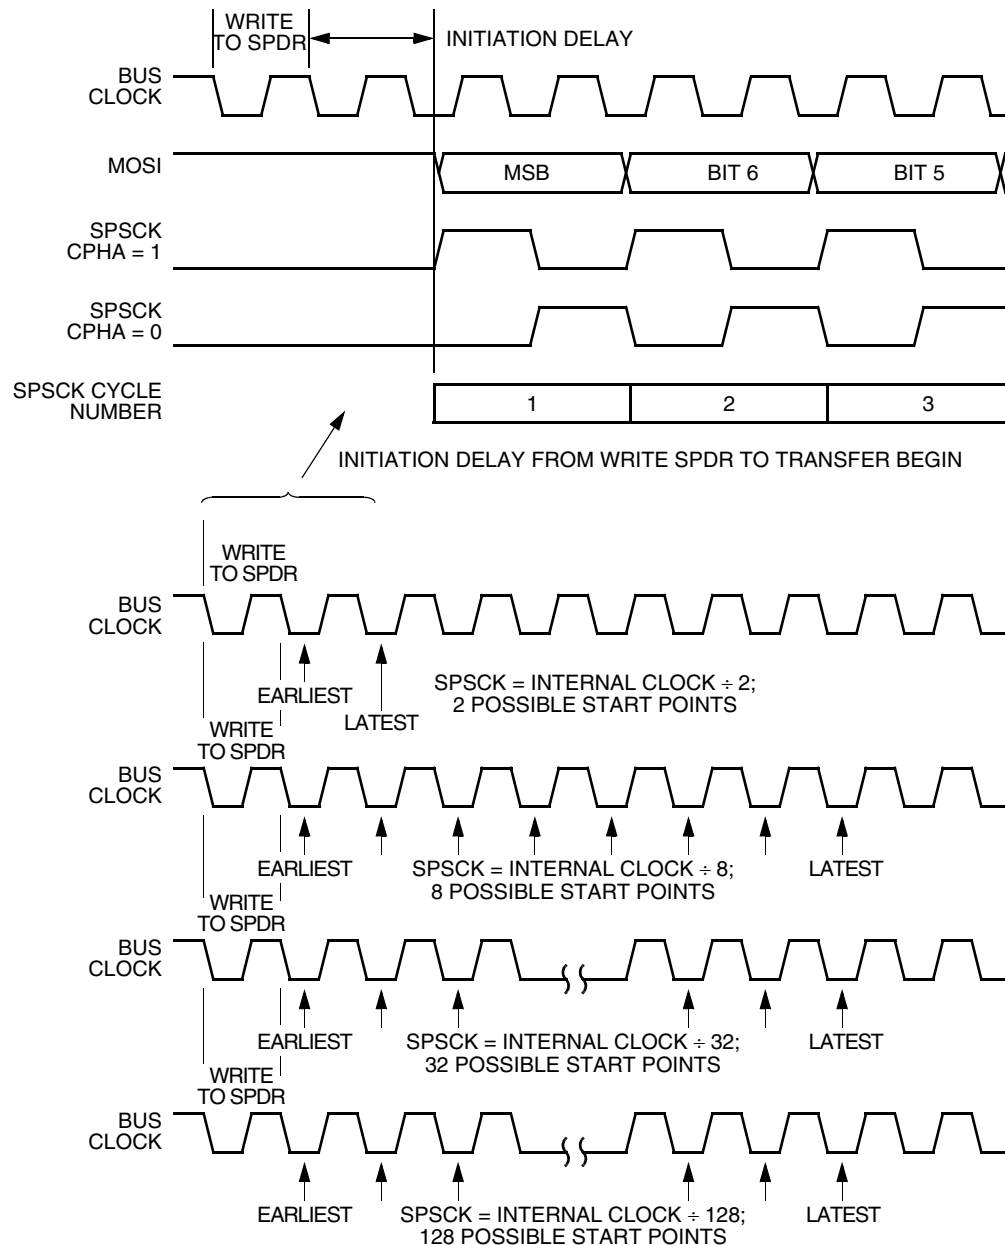 WRITE
TO SPDR
INITIATION DELAY
BUS
CLOCK
MOSI
MSB
BIT 6
BIT 5
SPSCK
CPHA = 1
SPSCK
CPHA = 0
SPSCK CYCLE
NUMBER
1
2
3
INITIATION DELAY FROM WRITE SPDR TO TRANSFER BEGIN
WRITE
TO SPDR
BUS
CLOCK
EARLIEST
LATEST
SPSCK = INTERNAL CLOCK ÷ 2;
2 POSSIBLE START POINTS
WRITE
TO SPDR
BUS
CLOCK
EARLIEST
SPSCK = INTERNAL CLOCK ÷ 8;
8 POSSIBLE START POINTS
LATEST
WRITE
TO SPDR
BUS
CLOCK
EARLIEST
SPSCK = INTERNAL CLOCK ÷ 32;
32 POSSIBLE START POINTS
LATEST
WRITE
TO SPDR
BUS
CLOCK
EARLIEST
SPSCK = INTERNAL CLOCK ÷ 128;
128 POSSIBLE START POINTS
LATEST